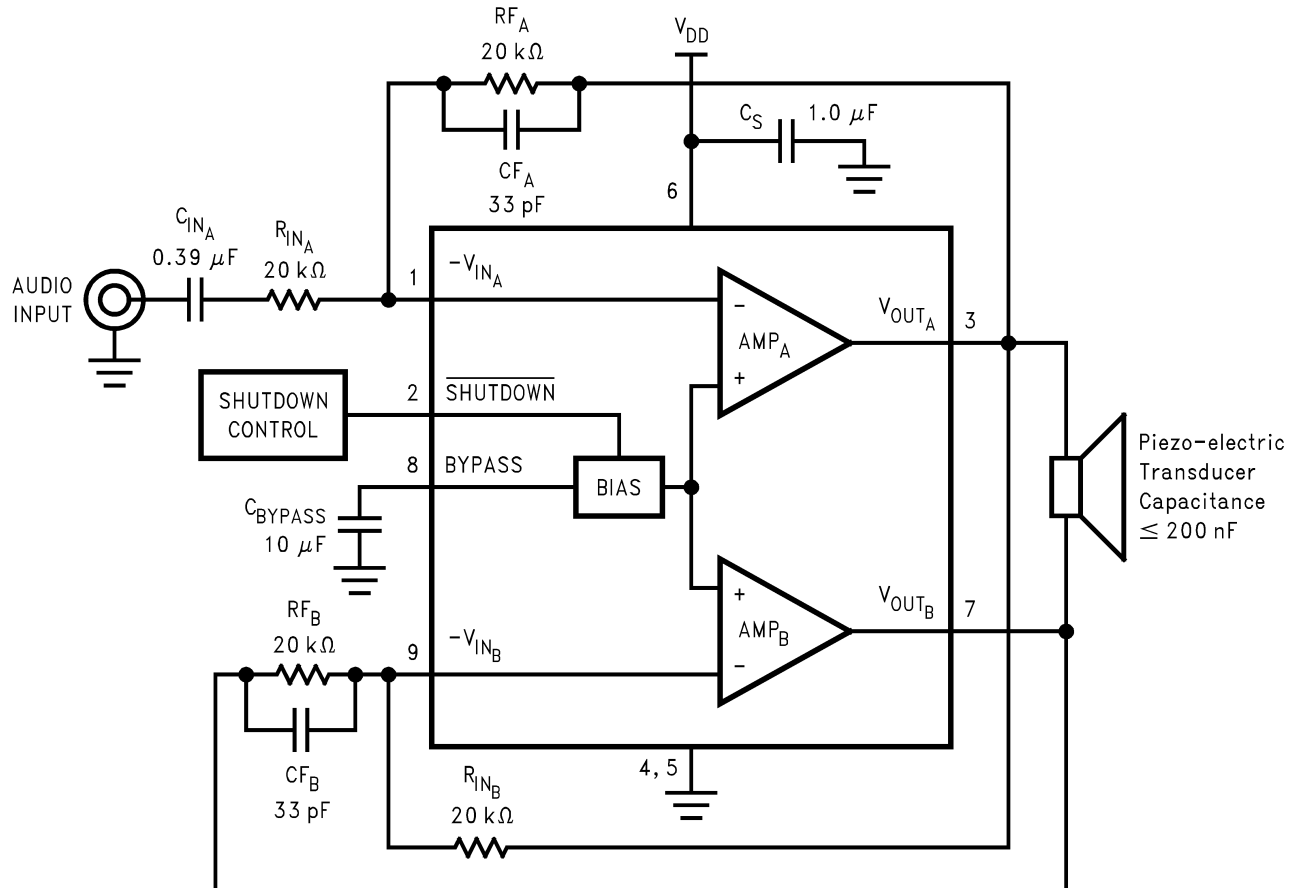 RF_A
20 kΩ
V_DD
C_S
1.0 μF
CF_A
33 pF
6
C_IN_A
0.39 μF
R_IN_A
20 kΩ
AUDIO
INPUT
1
-V_IN_A
-
AMP_A
+
V_OUT_A
3
SHUTDOWN
CONTROL
2
SHUTDOWN
8
BYPASS
BIAS
C_BYPASS
10 μF
Piezo-electric
Transducer
Capacitance
≤ 200 nF
RF_B
20 kΩ
9
-V_IN_B
+
AMP_B
-
V_OUT_B
7
CF_B
33 pF
4, 5
R_IN_B
20 kΩ